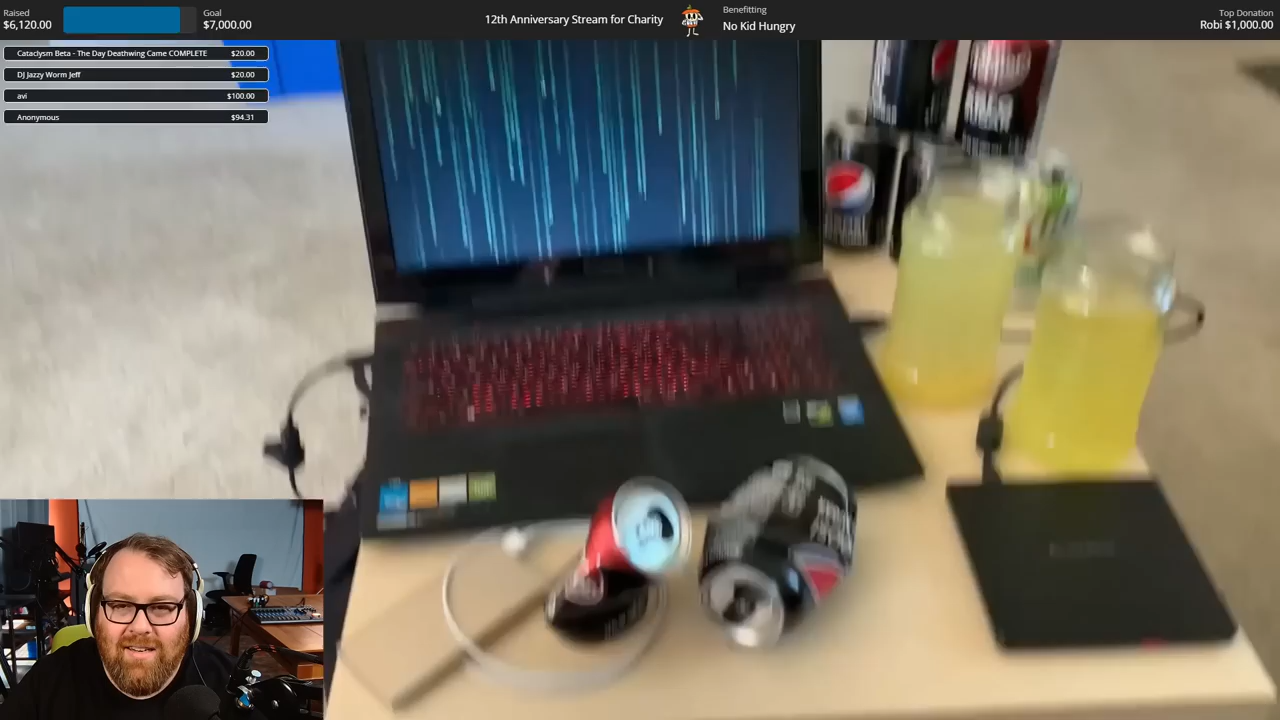 Raised
$6,120.00
Goal
$7,000.00
12th Anniversary Stream for Charity
Benefitting
No Kid Hungry
Top Donation
Robi $1,000.00
Cataclysm Beta - The Day Deathwing Came COMPLETE $20.00
DJ Jazzy Worm Jeff $20.00
avi $100.00
Anonymous $94.31